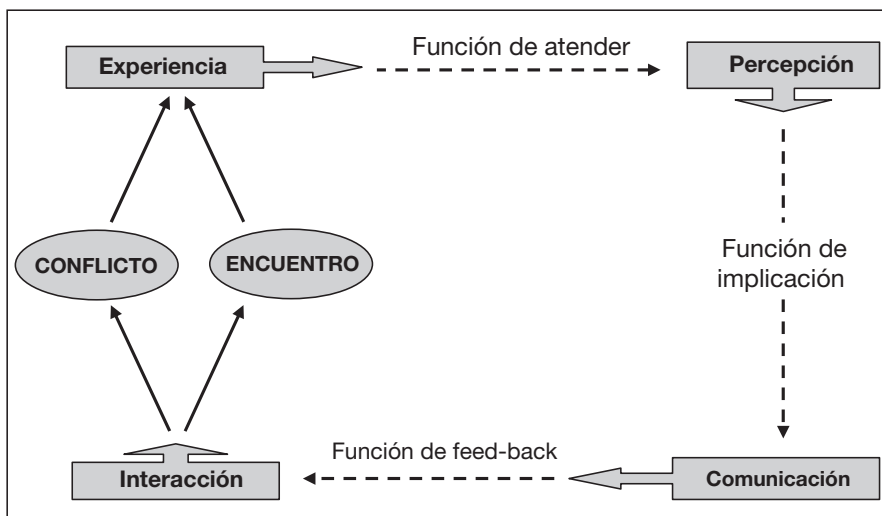 Función de atender
Experiencia
Percepción
CONFLICTO
ENCUENTRO
Función de
implicación
Función de feed-back
Interacción
Comunicación